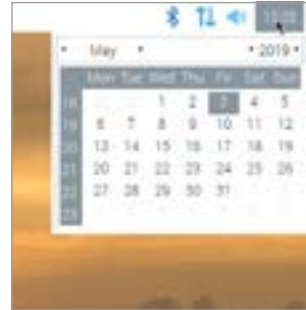 May 2019
Mon Tue Wed Thu Fri Sat Sun
18 1 2 3 4 5
19 6 7 8 9 10 11 12
20 13 14 15 16 17 18 19
21 20 21 22 23 24 25 26
22 27 28 29 30 31
23